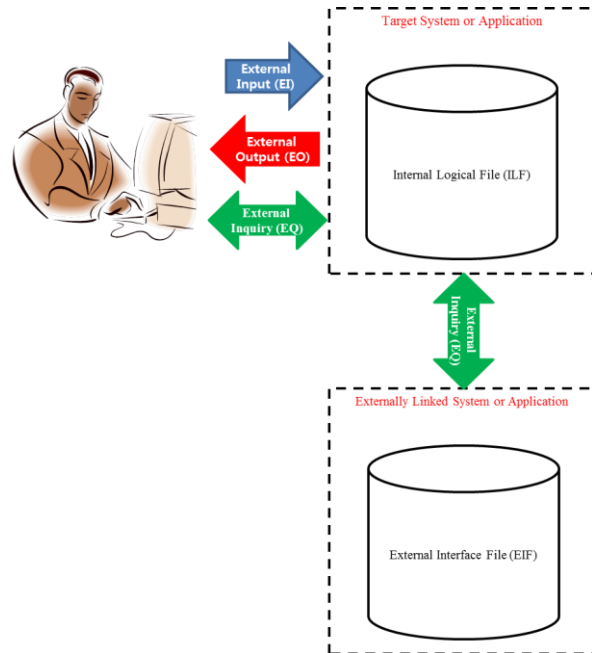 Target System or Application
External
Input (EI)
External
Output (EO)
External
Inquiry (EQ)
Internal Logical File (ILF)
External
Inquiry (EQ)
Externally Linked System or Application
External Interface File (EIF)